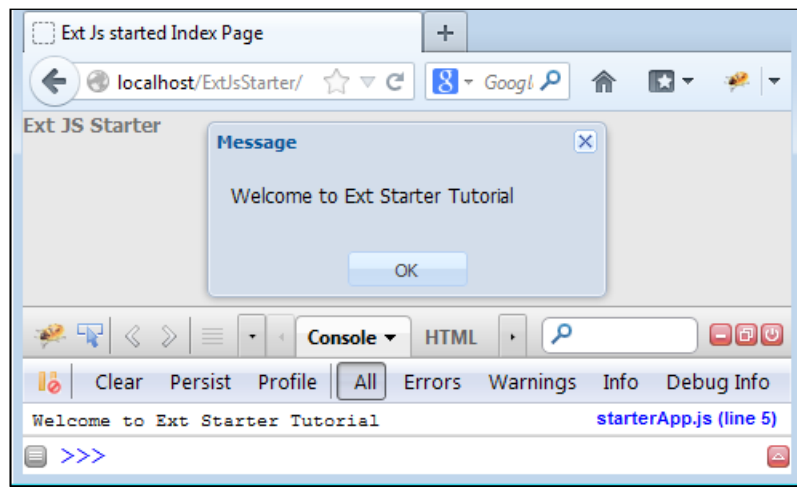 Ext Js started Index Page
+
localhost/ExtJsStarter/
8 Googl
Ext JS Starter
Message
Welcome to Ext Starter Tutorial
OK
Console HTML
Clear Persist Profile All Errors Warnings Info Debug Info
Welcome to Ext Starter Tutorial starterApp.js (line 5)
>>>